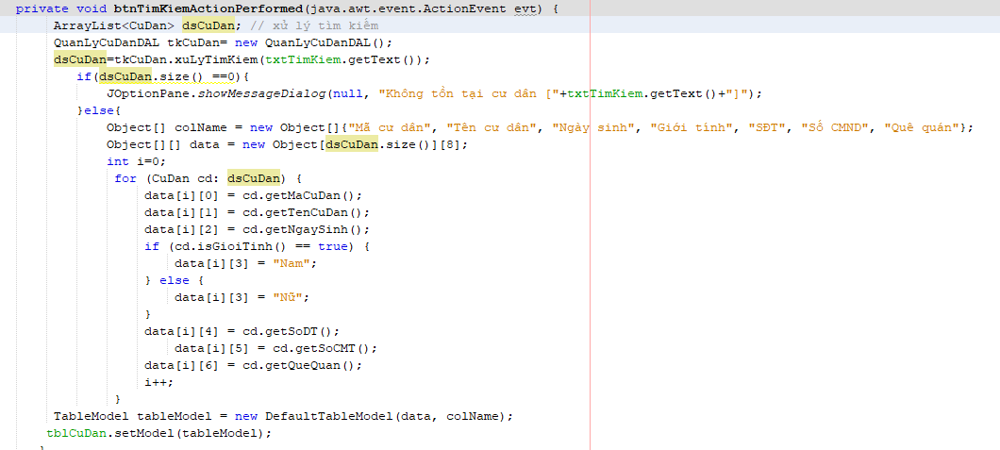 private void btnTimKiemActionPerformed(java.awt.event.ActionEvent evt) {
ArrayList<CuDan> dsCuDan; // xử lý tìm kiếm
QuanLyCuDanDAL tkCuDan= new QuanLyCuDanDAL();
dsCuDan=tkCuDan.xuLyTimKiem(txtTimKiem.getText());
if(dsCuDan.size() ==0){
JOptionPane.showMessageDialog(null, "Không tồn tại cư dân ["+txtTimKiem.getText()+"]");
}else{
Object[] colName = new Object[]{"Mã cư dân", "Tên cư dân", "Ngày sinh", "Giới tính", "SĐT", "Số CMND", "Quê quán"};
Object[][] data = new Object[dsCuDan.size()][8];
int i=0;
for (CuDan cd: dsCuDan) {
data[i][0] = cd.getMaCuDan();
data[i][1] = cd.getTenCuDan();
data[i][2] = cd.getNgaySinh();
if (cd.isGioiTinh() == true) {
data[i][3] = "Nam";
} else {
data[i][3] = "Nữ";
}
data[i][4] = cd.getSoDT();
data[i][5] = cd.getSoCMT();
data[i][6] = cd.getQueQuan();
i++;
}
TableModel tableModel = new DefaultTableModel(data, colName);
tblCuDan.setModel(tableModel);
}